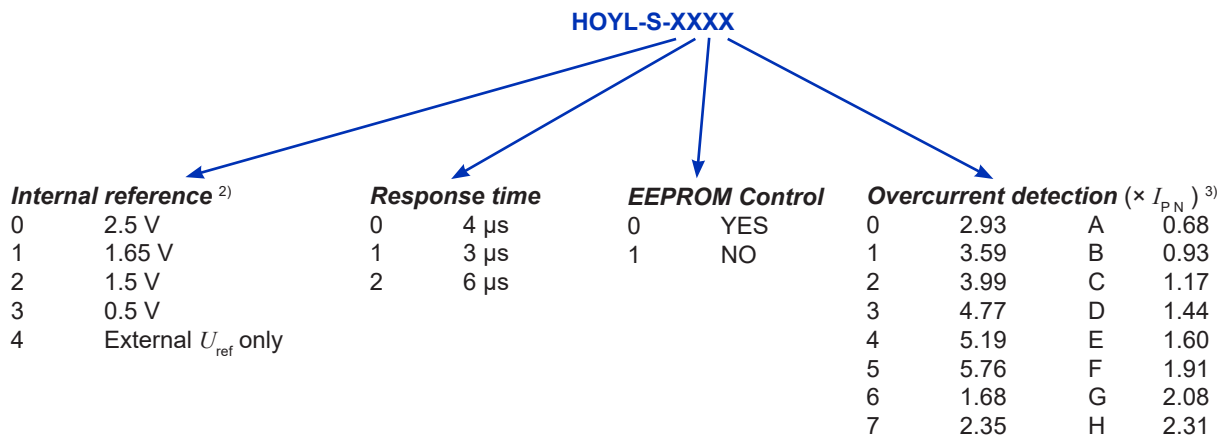 HOYL-S-XXXX
Internal reference 2)
0 2.5 V
1 1.65 V
2 1.5 V
3 0.5 V
4 External Uref only
Response time
0 4 µs
1 3 µs
2 6 µs
EEPROM Control
0 YES
1 NO
Overcurrent detection (× IPN) 3)
0 2.93 A 0.68
1 3.59 B 0.93
2 3.99 C 1.17
3 4.77 D 1.44
4 5.19 E 1.60
5 5.76 F 1.91
6 1.68 G 2.08
7 2.35 H 2.31